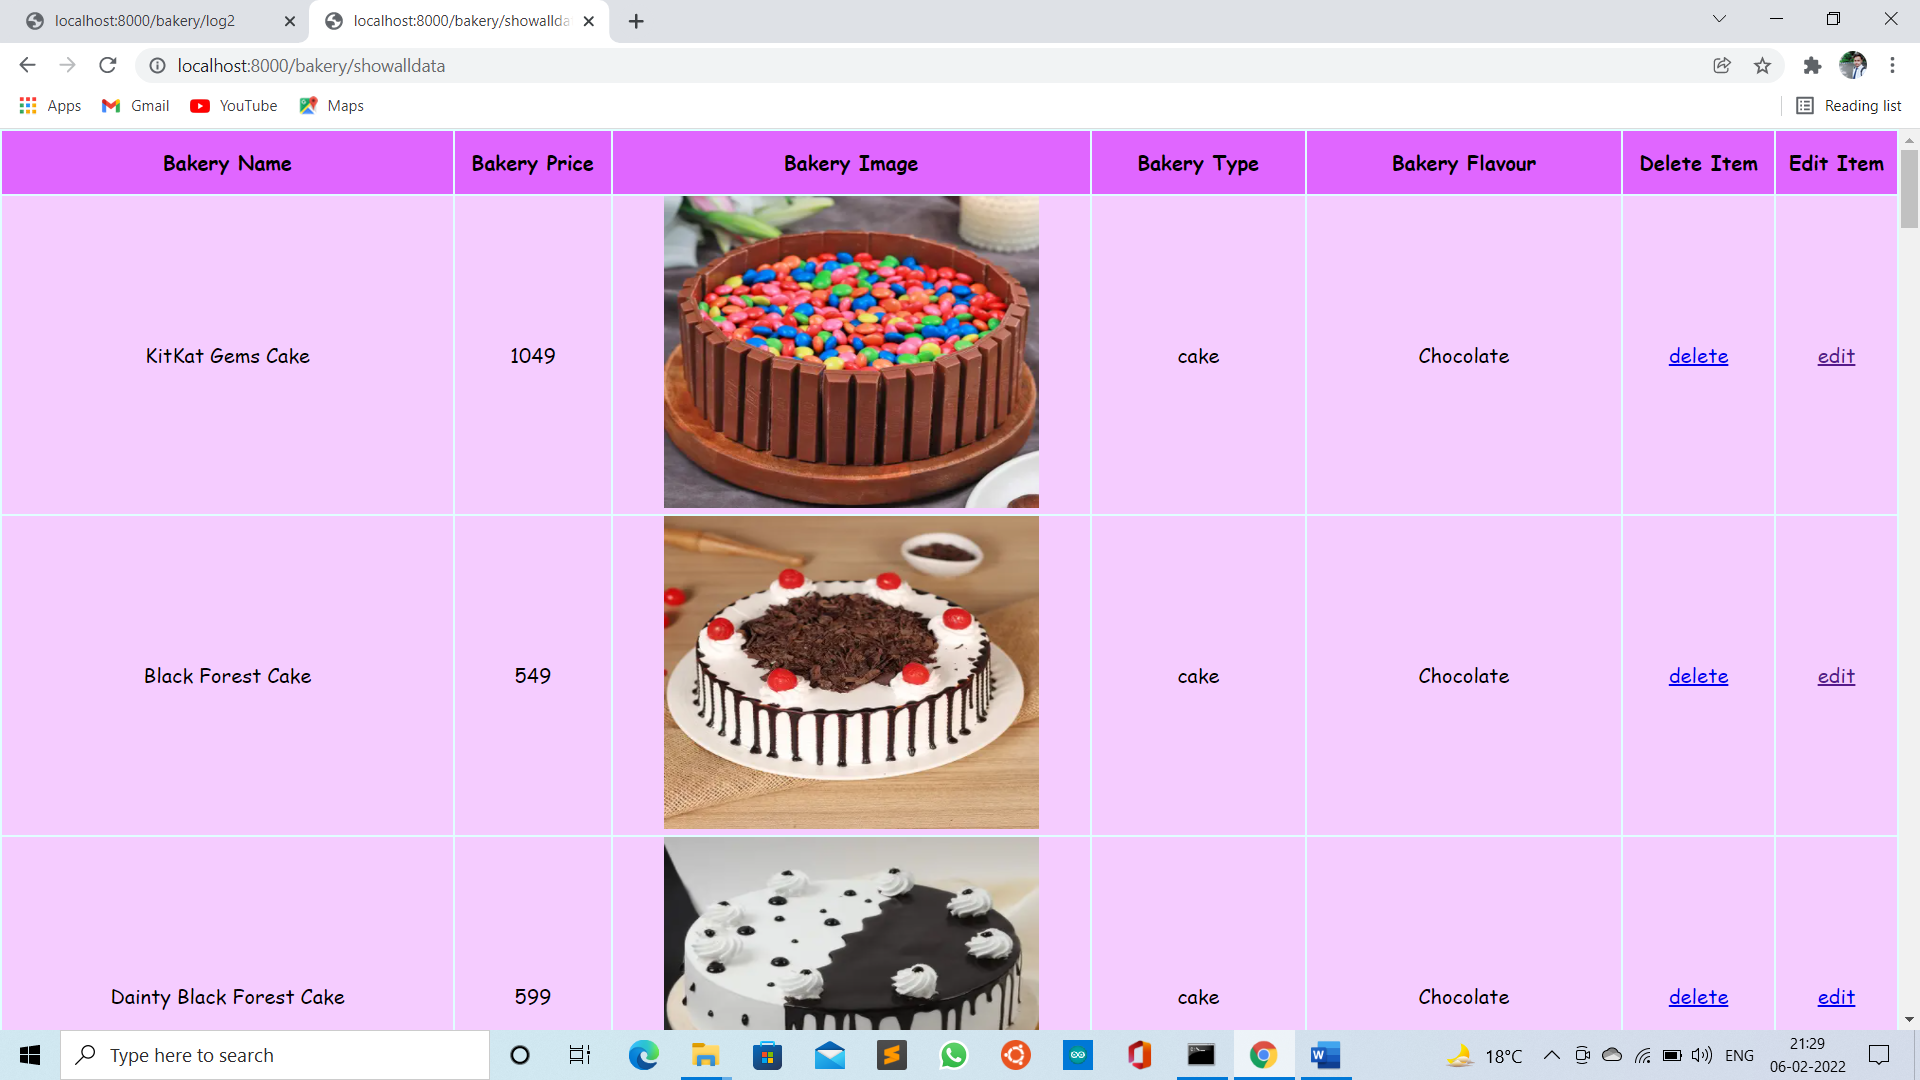 localhost:8000/bakery/log2
localhost:8000/bakery/showallda
localhost:8000/bakery/showalldata
Apps Gmail YouTube Maps Reading list
Bakery Name Bakery Price Bakery Image Bakery Type Bakery Flavour Delete Item Edit Item
KitKat Gems Cake 1049 cake Chocolate delete edit
Black Forest Cake 549 cake Chocolate delete edit
Dainty Black Forest Cake 599 cake Chocolate delete edit
Type here to search
18°C ENG
21:29
06-02-2022